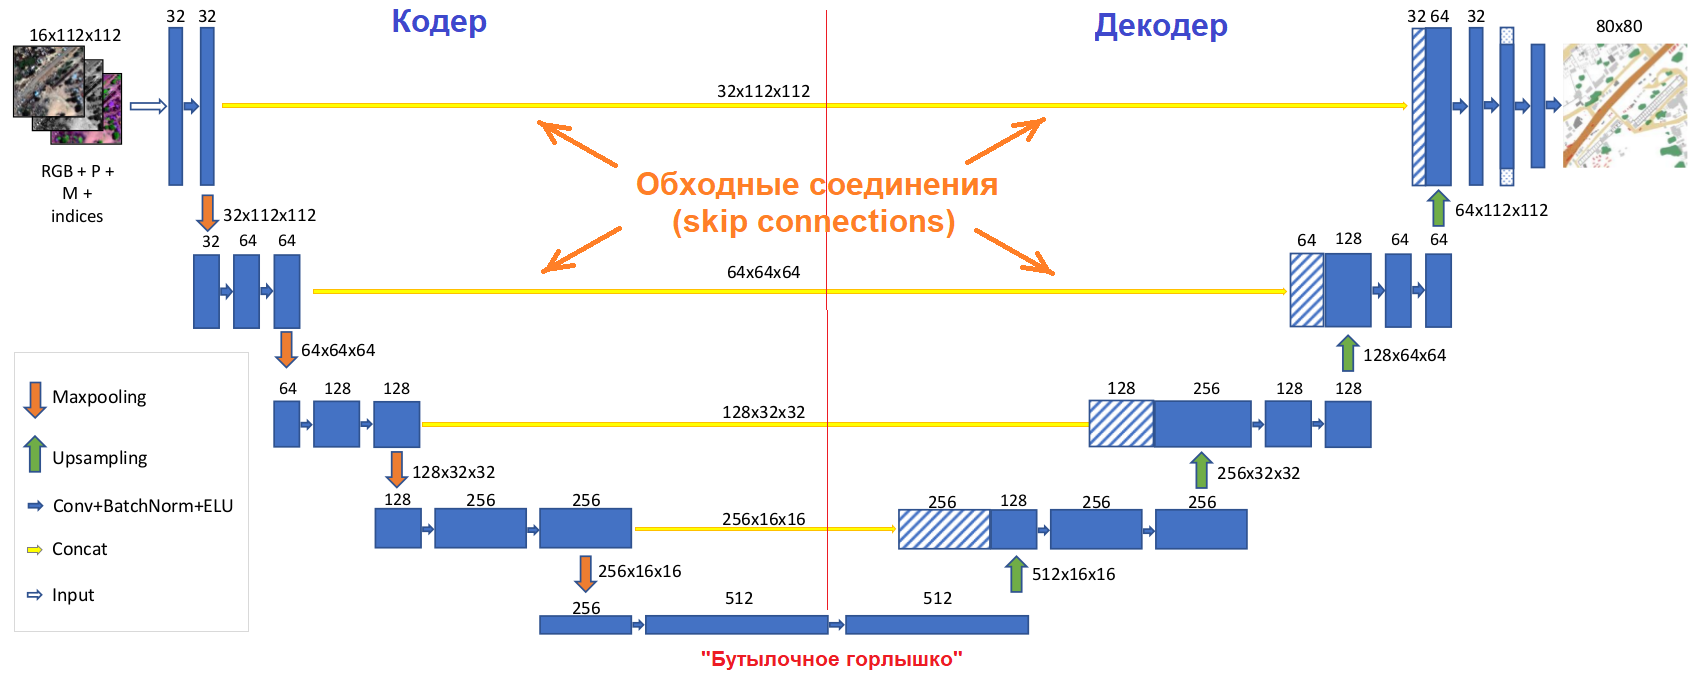 Кодер
Декодер
16x112x112
32 32
32 64 32
80x80
32x112x112
RGB + P +
M +
indices
Обходные соединения
(skip connections)
32x112x112
64x112x112
32 64 64
64 128 64 64
64x64x64
64x64x64
128x64x64
Maxpooling
Upsampling
Conv+BatchNorm+ELU
Concat
Input
64 128 128
128 256 128 128
128x32x32
128x32x32
256x32x32
128 256 256
256 128 256 256
256x16x16
256x16x16
512x16x16
256 512 512
"Бутылочное горлышко"